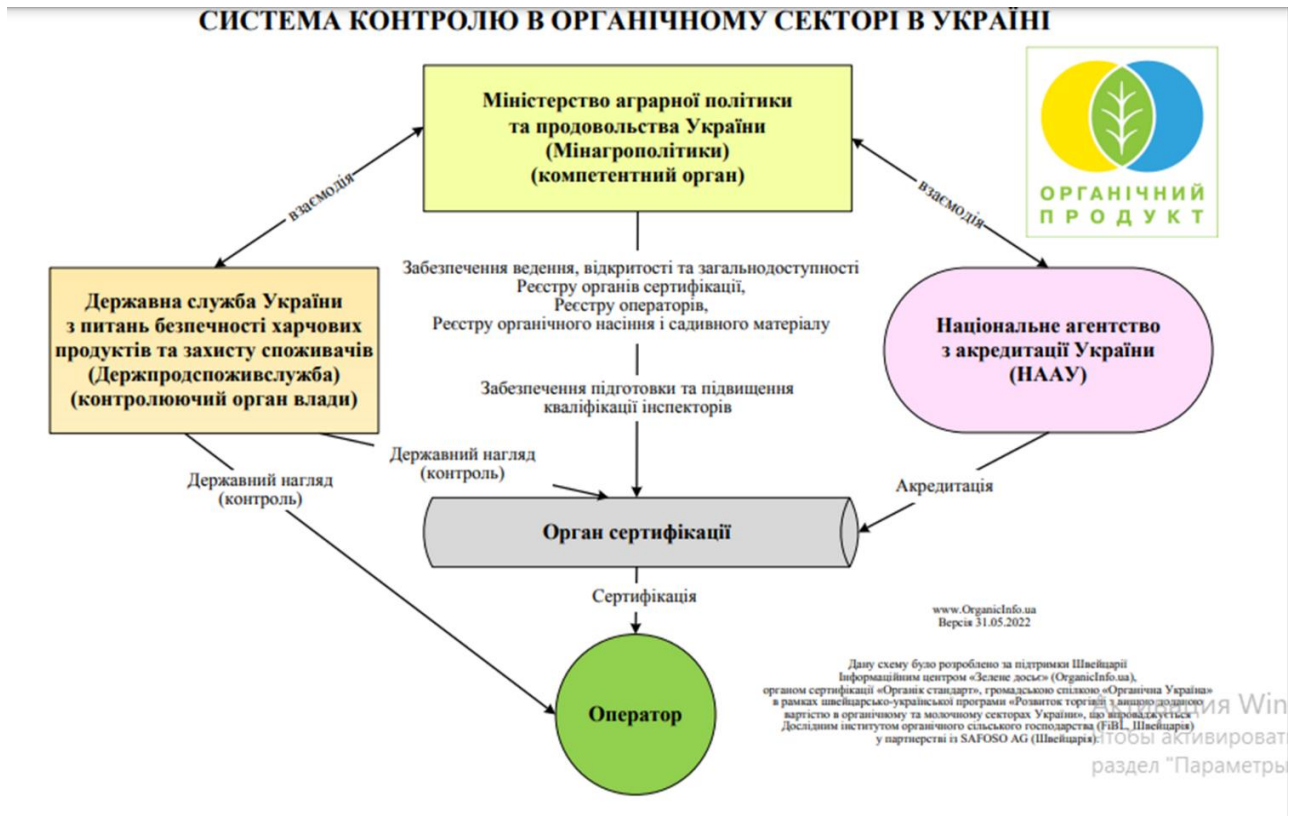 СИСТЕМА КОНТРОЛЮ В ОРГАНІЧНОМУ СЕКТОРІ В УКРАЇНІ
Міністерство аграрної політики
та продовольства України
(Мінагрополітики)
(компетентний орган)
ОРГАНІЧНИЙ
ПРОДУКТ
взаємодія
взаємодія
Забезпечення ведення, відкритості та загальнодоступності
Реєстру органів сертифікації,
Реєстру операторів,
Реєстру органічного насіння і садивного матеріалу
Державна служба України
з питань безпечності харчових
продуктів та захисту споживачів
(Держпродспоживслужба)
(контролюючий орган влади)
Національне агентство
з акредитації України
(НААУ)
Забезпечення підготовки та підвищення
кваліфікації інспекторів
Державний нагляд
(контроль)
Державний нагляд
(контроль)
Акредитація
Орган сертифікації
Сертифікація
Оператор
www.OrganicInfo.ua
Версія 31.05.2022
Дану схему було розроблено за підтримки Швейцарії
Інформаційним центром «Зелене досьє» (OrganicInfo.ua),
органом сертифікації «Органік стандарт», громадською спілкою «Органічна Україна»
в рамках швейцарсько-української програми «Розвиток торгівлі з вищою доданою
вартістю в органічному та молочному секторах України», що впроваджується
Дослідним інститутом органічного сільського господарства (FiBL, Швейцарія)
у партнерстві із SAFOSO AG (Швейцарія)
Активация Win
Чтобы активироват
раздел "Параметры